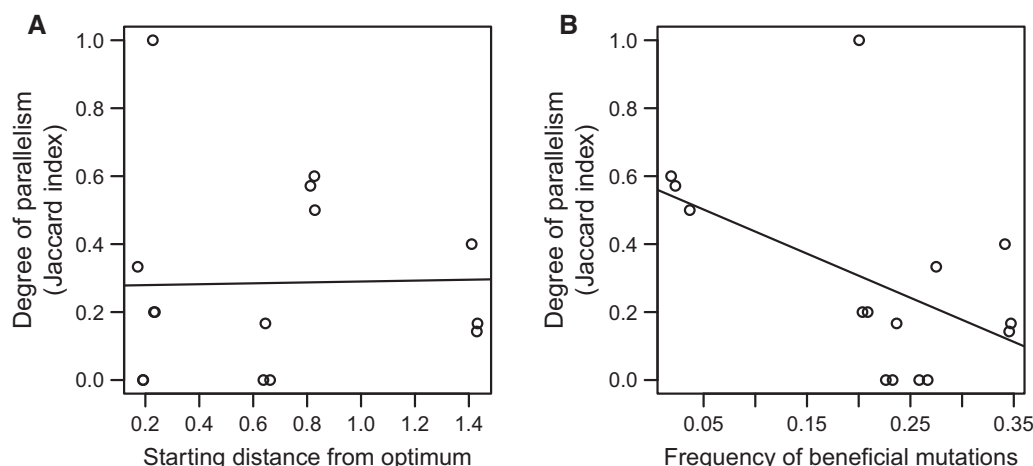 A
Degree of parallelism
(Jaccard index)
1.0
0.8
0.6
0.4
0.2
0.0
0.2 0.4 0.6 0.8 1.0 1.2 1.4
Starting distance from optimum
B
Degree of parallelism
(Jaccard index)
1.0
0.8
0.6
0.4
0.2
0.0
0.05 0.15 0.25 0.35
Frequency of beneficial mutations